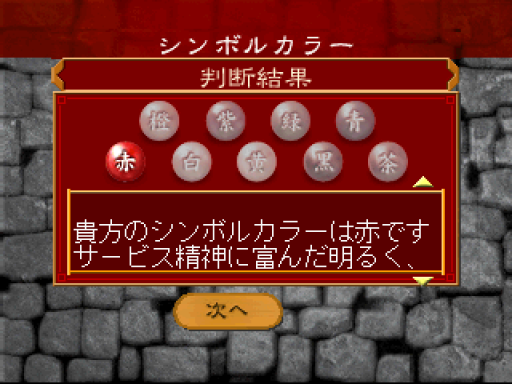 シンボルカラー
判断結果
橙 紫 緑 青
赤 白 黄 黒 茶
貴方のシンボルカラーは赤です
サービス精神に富んだ明るく、
次へ